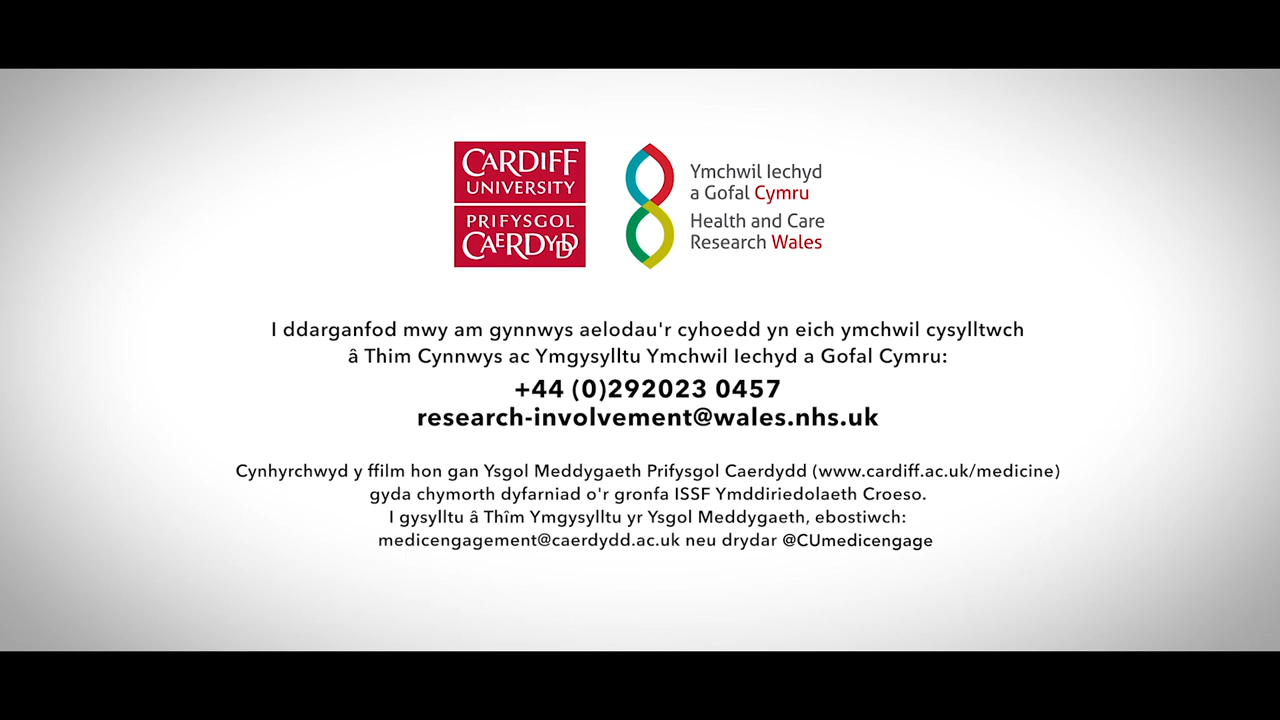 CARDIFF
UNIVERSITY
PRIFYSGOL
CAERDYDD
Ymchwil Iechyd
a Gofal Cymru
Health and Care
Research Wales
I ddarganfod mwy am gynnwys aelodau'r cyhoedd yn eich ymchwil cysylltwch
â Thim Cynnwys ac Ymgysylltu Ymchwil Iechyd a Gofal Cymru:
+44 (0)292023 0457
research-involvement@wales.nhs.uk
Cynhyrchwyd y ffilm hon gan Ysgol Meddygaeth Prifysgol Caerdydd (www.cardiff.ac.uk/medicine)
gyda chymorth dyfarniad o'r gronfa ISSF Ymddiriedolaeth Croeso.
I gysylltu â Thîm Ymgysylltu yr Ysgol Meddygaeth, ebostiwch:
medicengagement@caerdydd.ac.uk neu drydar @CUmedicengage